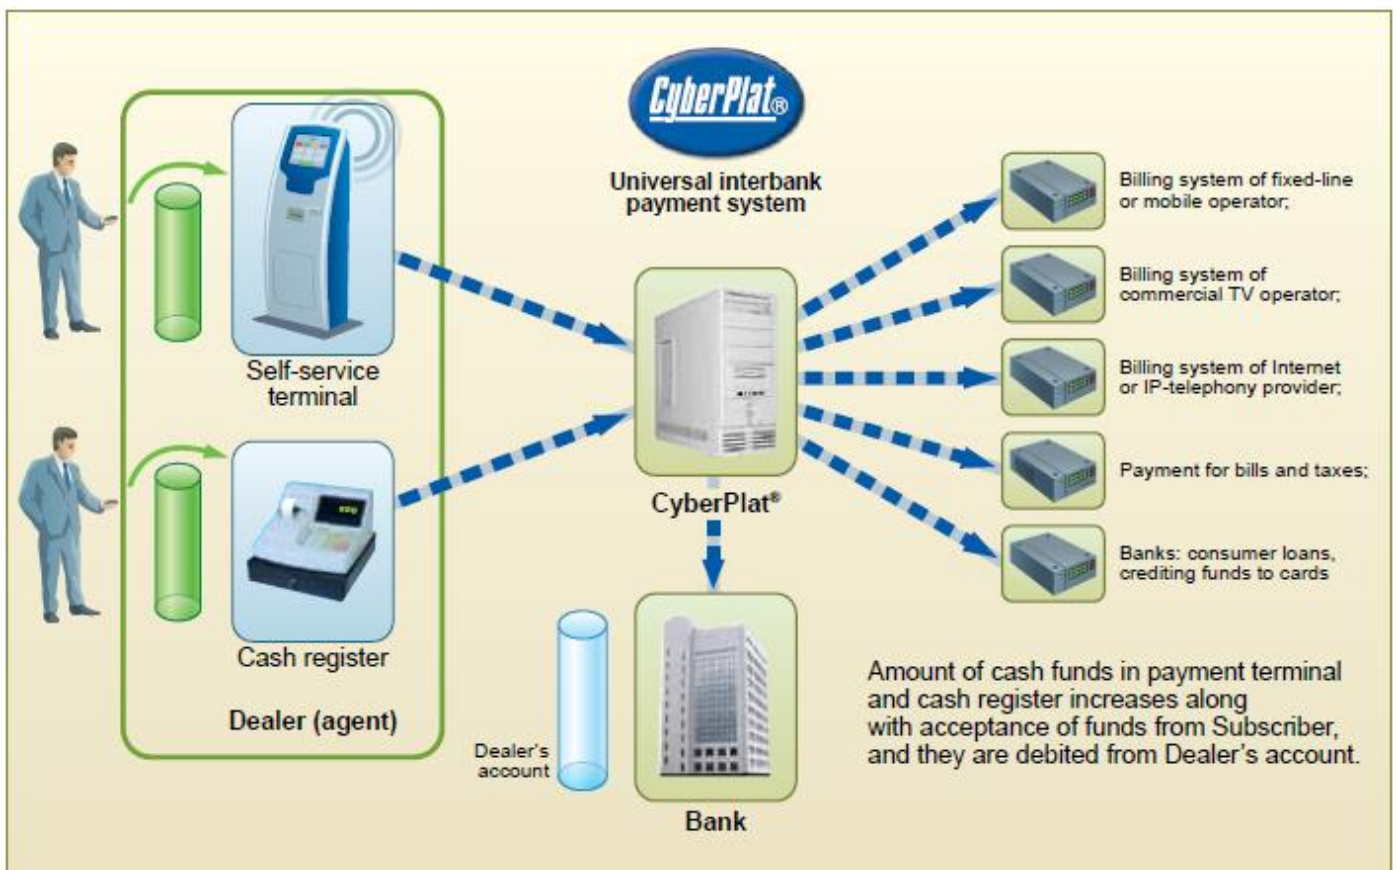 CyberPlat®
Universal interbank
payment system
Self-service
terminal
Cash register
Dealer (agent)
CyberPlat®
Dealer's
account
Bank
Billing system of fixed-line
or mobile operator;
Billing system of
commercial TV operator;
Billing system of Internet
or IP-telephony provider;
Payment for bills and taxes;
Banks: consumer loans,
crediting funds to cards
Amount of cash funds in payment terminal
and cash register increases along
with acceptance of funds from Subscriber,
and they are debited from Dealer's account.